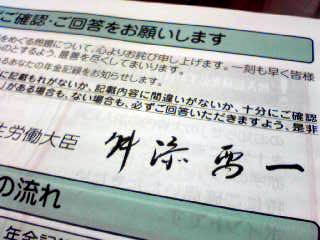 ご確認・ご回答をお願いします
をめぐる問題について、心よりお詫び申し上げます。一刻も早く皆様
のとするよう、最善を尽くしてまいります。
るあなたの年金記録をお知らせします。
に記載もれがないか、記載内容に間違いがないか、十分にご確認
」がある場合も、ない場合も、必ずご回答いただきますよう、是非
生労働大臣 舛添要一
の流れ
年金記